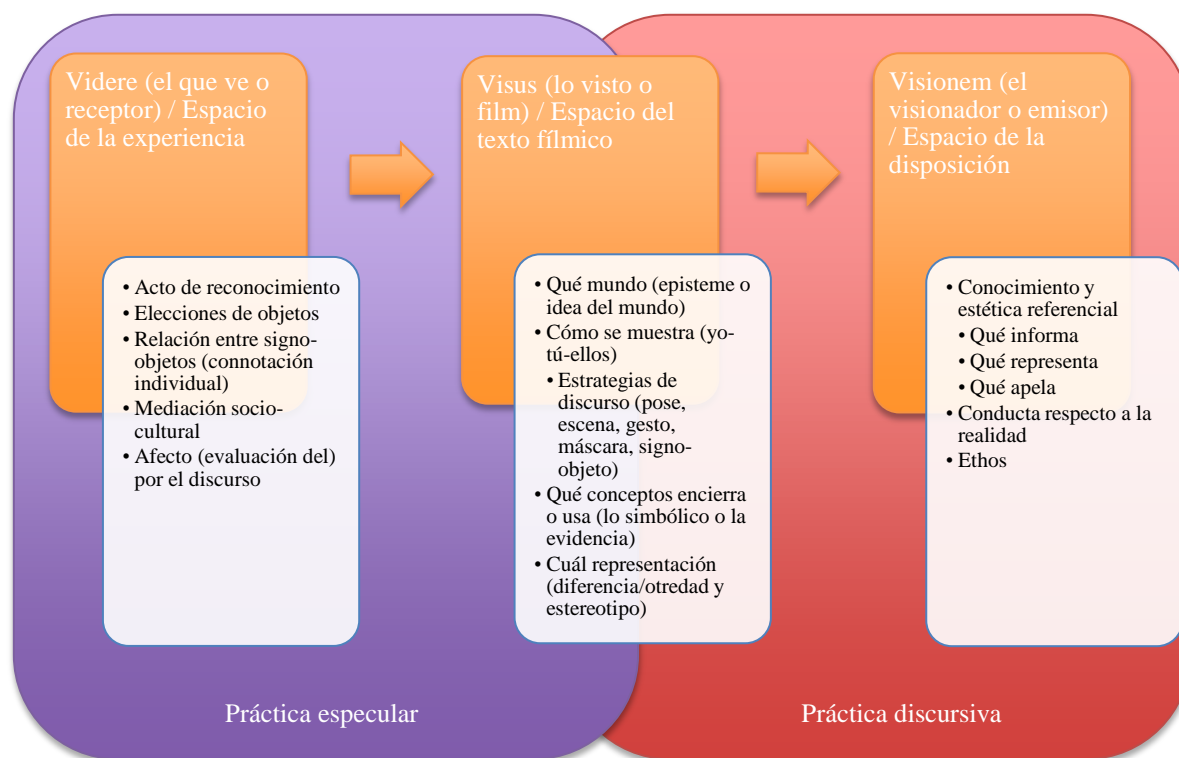 Videre (el que ve o
receptor) / Espacio
de la experiencia
• Acto de reconocimiento
• Elecciones de objetos
• Relación entre signo-
objetos (connotación
individual)
• Mediación socio-
cultural
• Afecto (evaluación del)
por el discurso
Visus (lo visto o
film) / Espacio del
texto fílmico
• Qué mundo (episteme o
idea del mundo)
• Cómo se muestra (yo-
tú-ellos)
• Estrategias de
discurso (pose,
escena, gesto,
máscara, signo-
objeto)
• Qué conceptos encierra
o usa (lo simbólico o la
evidencia)
• Cuál representación
(diferencia/otredad y
estereotipo)
Visionem (el
visionador o emisor)
/ Espacio de la
disposición
• Conocimiento y
estética referencial
• Qué informa
• Qué representa
• Qué apela
• Conducta respecto a la
realidad
• Ethos
Práctica especular
Práctica discursiva